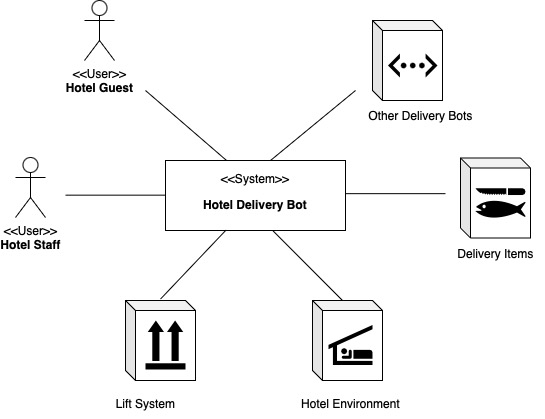 <<User>>
Hotel Guest
Other Delivery Bots
<<System>>
Hotel Delivery Bot
<<User>>
Hotel Staff
Delivery Items
Lift System
Hotel Environment